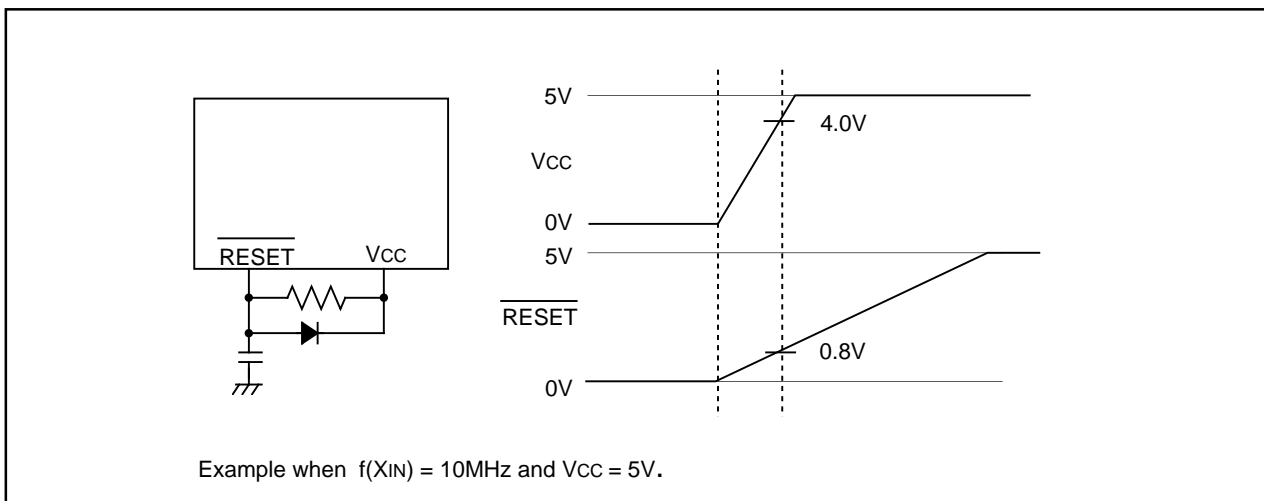 RESET VCC
5V
4.0V
VCC
0V
5V
RESET
0.8V
0V
Example when f(XIN) = 10MHz and VCC = 5V.